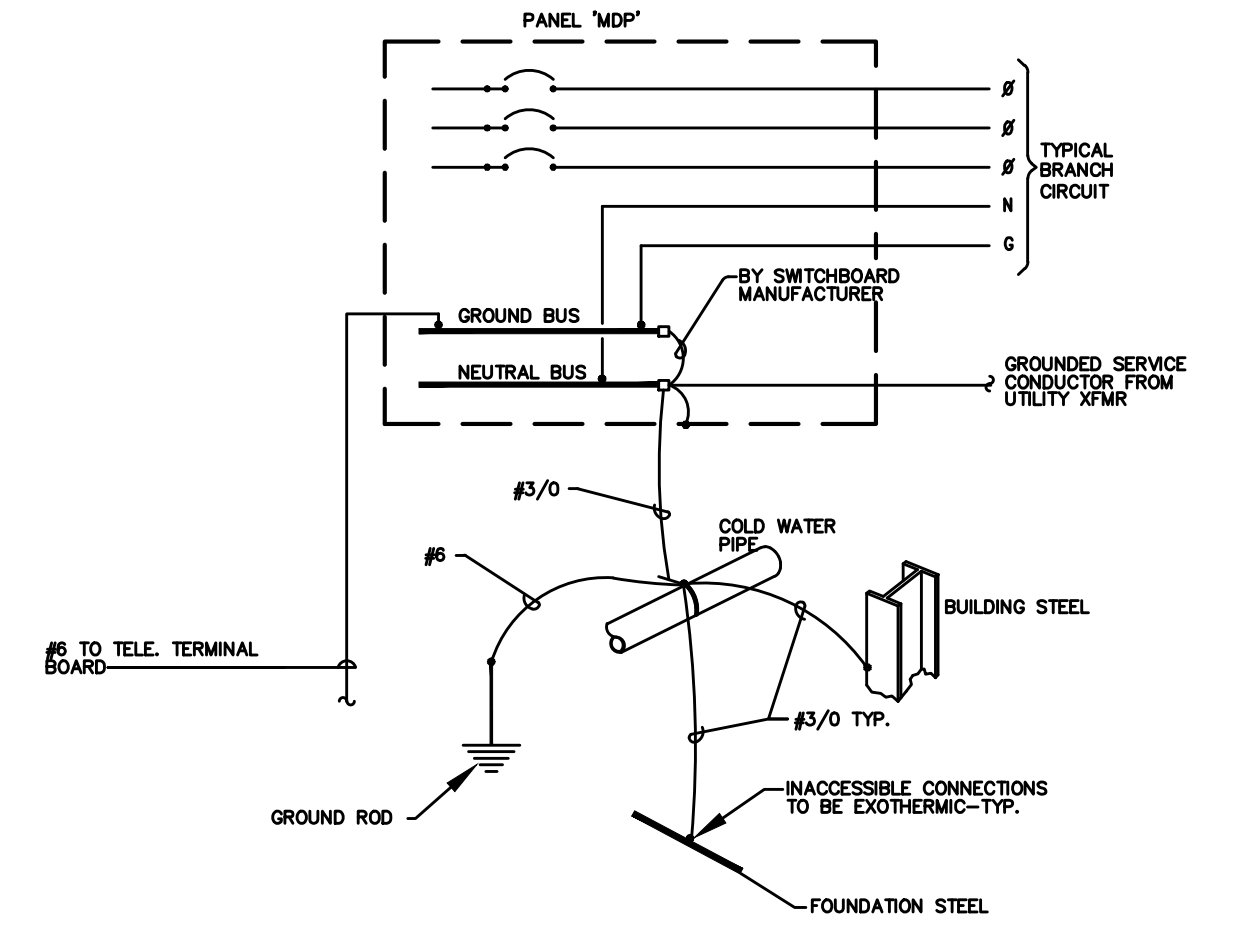 PANEL 'MDP'
Ø
Ø
Ø
N
G
TYPICAL
BRANCH
CIRCUIT
BY SWITCHBOARD
MANUFACTURER
GROUND BUS
NEUTRAL BUS
GROUNDED SERVICE
CONDUCTOR FROM
UTILITY XFMR
#3/0
COLD WATER
PIPE
#6
BUILDING STEEL
#6 TO TELE. TERMINAL
BOARD
#3/0 TYP.
INACCESSIBLE CONNECTIONS
TO BE EXOTHERMIC-TYP.
GROUND ROD
FOUNDATION STEEL